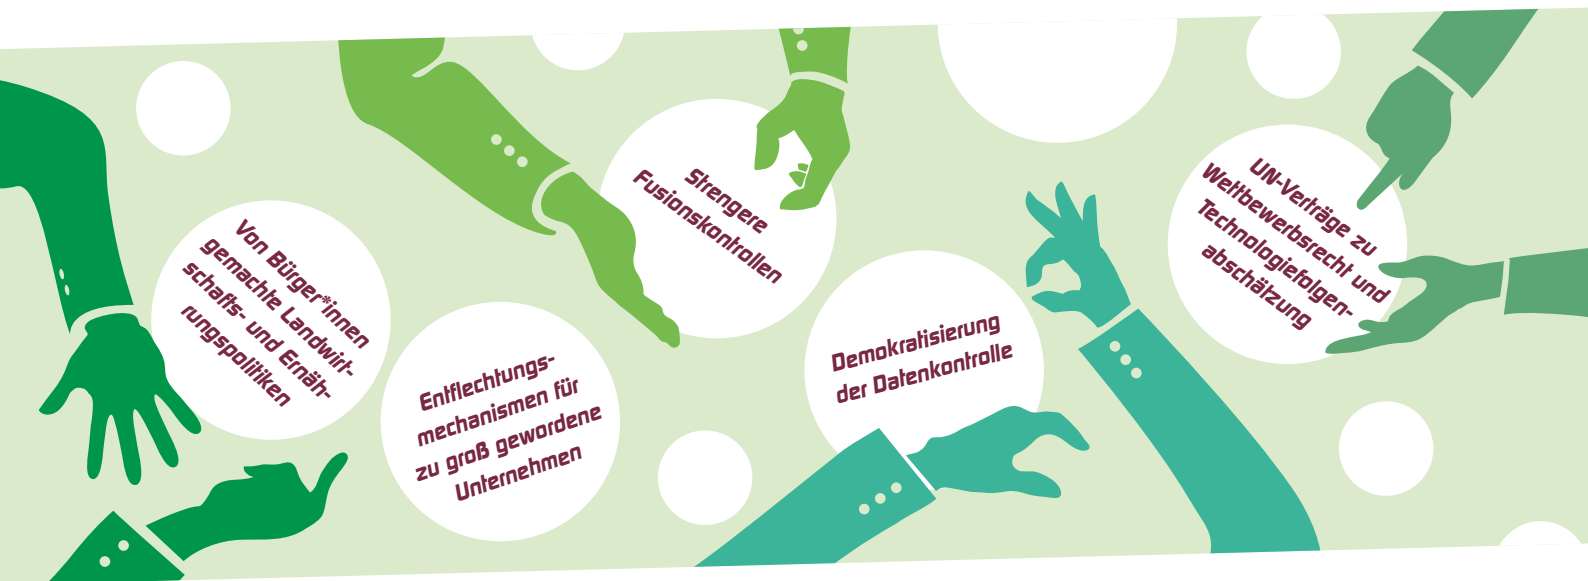 Von Bürger*innen
gemachte Landwirt-
schafts- und Ernäh-
rungspolitiken
Entflechtungs-
mechanismen für
zu groß gewordene
Unternehmen
Strengere
Fusionskontrollen
Demokratisierung
der Datenkontrolle
UN-Verträge zu
Wettbewerbsrecht und
Technologiefolgen-
abschätzung